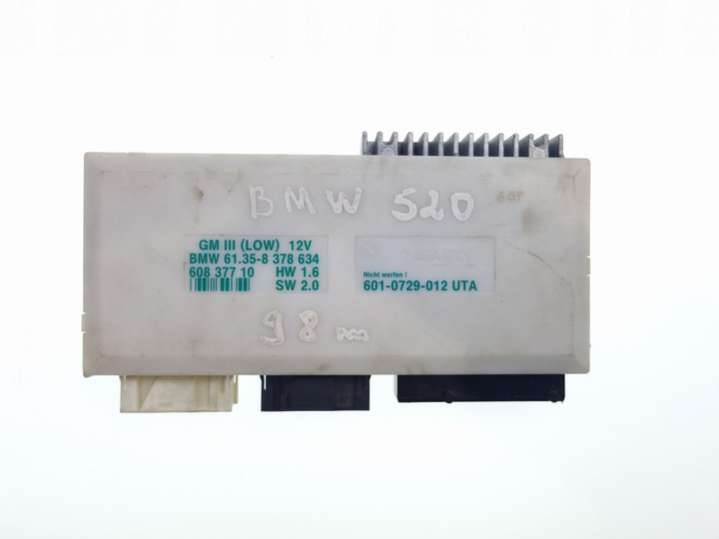 BMW 520
GM III (LOW) 12V
BMW 61.35-8 378 634
608 377 10 HW 1.6
SW 2.0
Nicht werfen !
601-0729-012 UTA
98 m